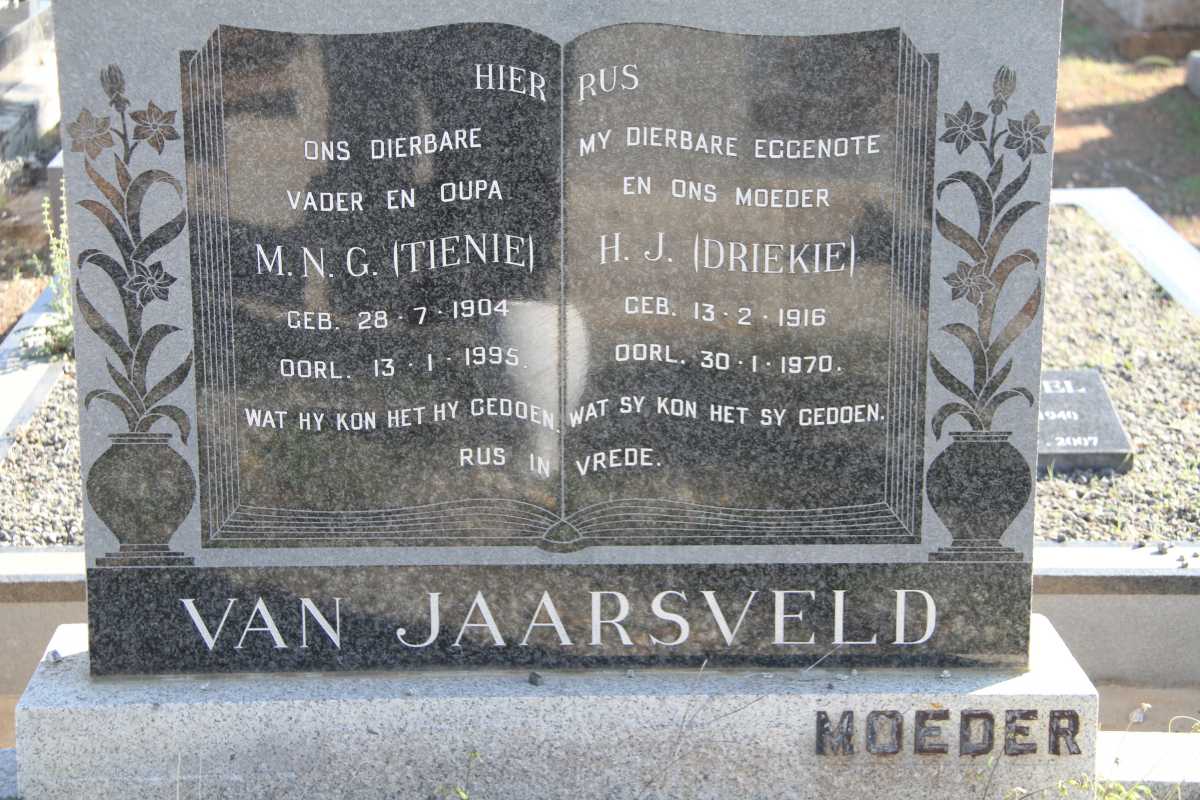 HIER RUS
ONS DIERBARE
VADER EN OUPA
M. N. G. (TIENIE)
GEB. 28 · 7 · 1904
OORL. 13 · 1 · 1995.
WAT HY KON HET HY GEDOEN,
MY DIERBARE EGGENOTE
EN ONS MOEDER
H. J. (DRIEKIE)
GEB. 13 · 2 · 1916
OORL. 30 · 1 · 1970.
WAT SY KON HET SY GEDOEN.
RUS IN VREDE.
VAN JAARSVELD
MOEDER
1940
2007